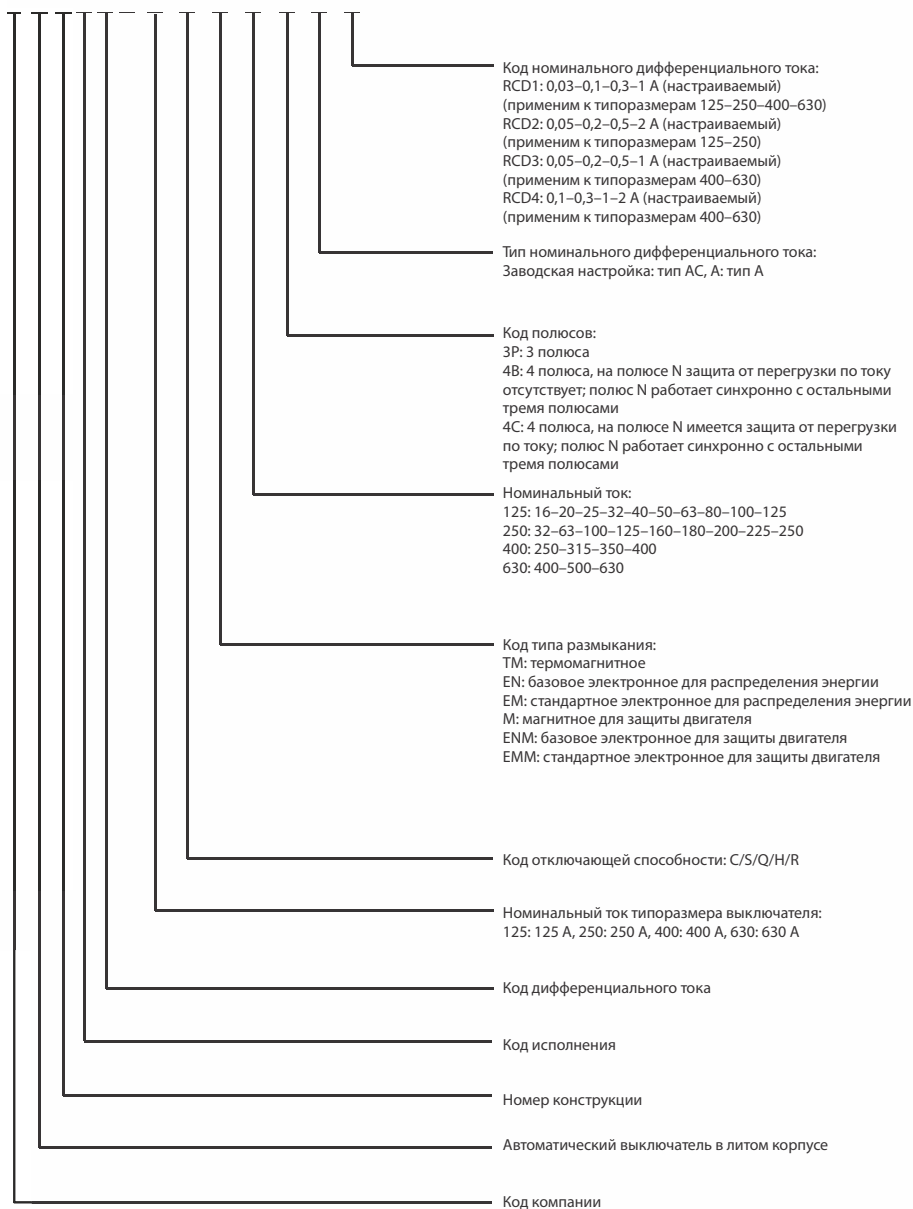 Код номинального дифференциального тока:
RCD1: 0,03–0,1–0,3–1 А (настраиваемый)
(применим к типоразмерам 125–250–400–630)
RCD2: 0,05–0,2–0,5–2 А (настраиваемый)
(применим к типоразмерам 125–250)
RCD3: 0,05–0,2–0,5–1 А (настраиваемый)
(применим к типоразмерам 400–630)
RCD4: 0,1–0,3–1–2 А (настраиваемый)
(применим к типоразмерам 400–630)
Тип номинального дифференциального тока:
Заводская настройка: тип AC, А: тип А
Код полюсов:
3P: 3 полюса
4B: 4 полюса, на полюсе N защита от перегрузки по току
отсутствует; полюс N работает синхронно с остальными
тремя полюсами
4C: 4 полюса, на полюсе N имеется защита от перегрузки
по току; полюс N работает синхронно с остальными
тремя полюсами
Номинальный ток:
125: 16–20–25–32–40–50–63–80–100–125
250: 32–63–100–125–160–180–200–225–250
400: 250–315–350–400
630: 400–500–630
Код типа размыкания:
TM: термомагнитное
EN: базовое электронное для распределения энергии
EM: стандартное электронное для распределения энергии
M: магнитное для защиты двигателя
ENM: базовое электронное для защиты двигателя
EMM: стандартное электронное для защиты двигателя
Код отключающей способности: C/S/Q/H/R
Номинальный ток типоразмера выключателя:
125: 125 А, 250: 250 А, 400: 400 А, 630: 630 А
Код дифференциального тока
Код исполнения
Номер конструкции
Автоматический выключатель в литом корпусе
Код компании